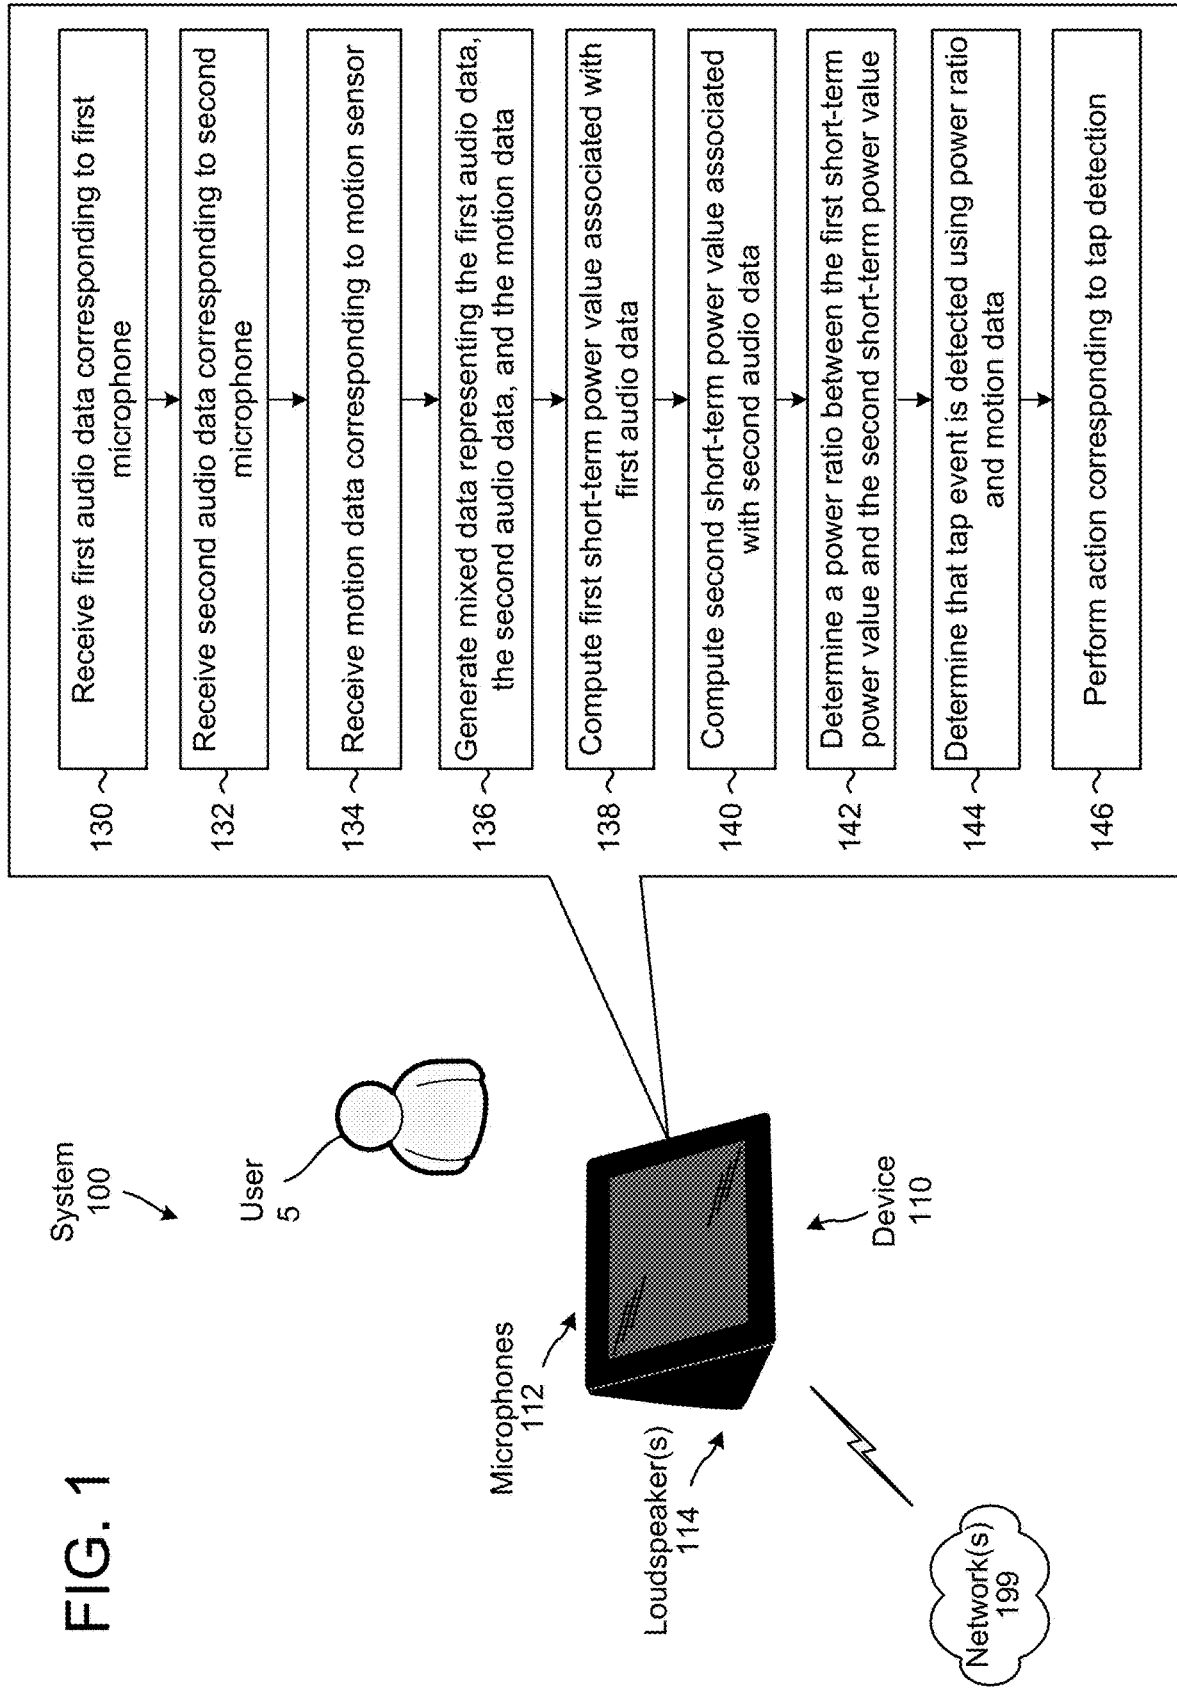 FIG. 1
System
100
User
5
Microphones
112
Loudspeaker(s)
114
Device
110
Network(s)
199
130
Receive first audio data corresponding to first
microphone
132
Receive second audio data corresponding to second
microphone
134
Receive motion data corresponding to motion sensor
136
Generate mixed data representing the first audio data,
the second audio data, and the motion data
138
Compute first short-term power value associated with
first audio data
140
Compute second short-term power value associated
with second audio data
142
Determine a power ratio between the first short-term
power value and the second short-term power value
144
Determine that tap event is detected using power ratio
and motion data
146
Perform action corresponding to tap detection